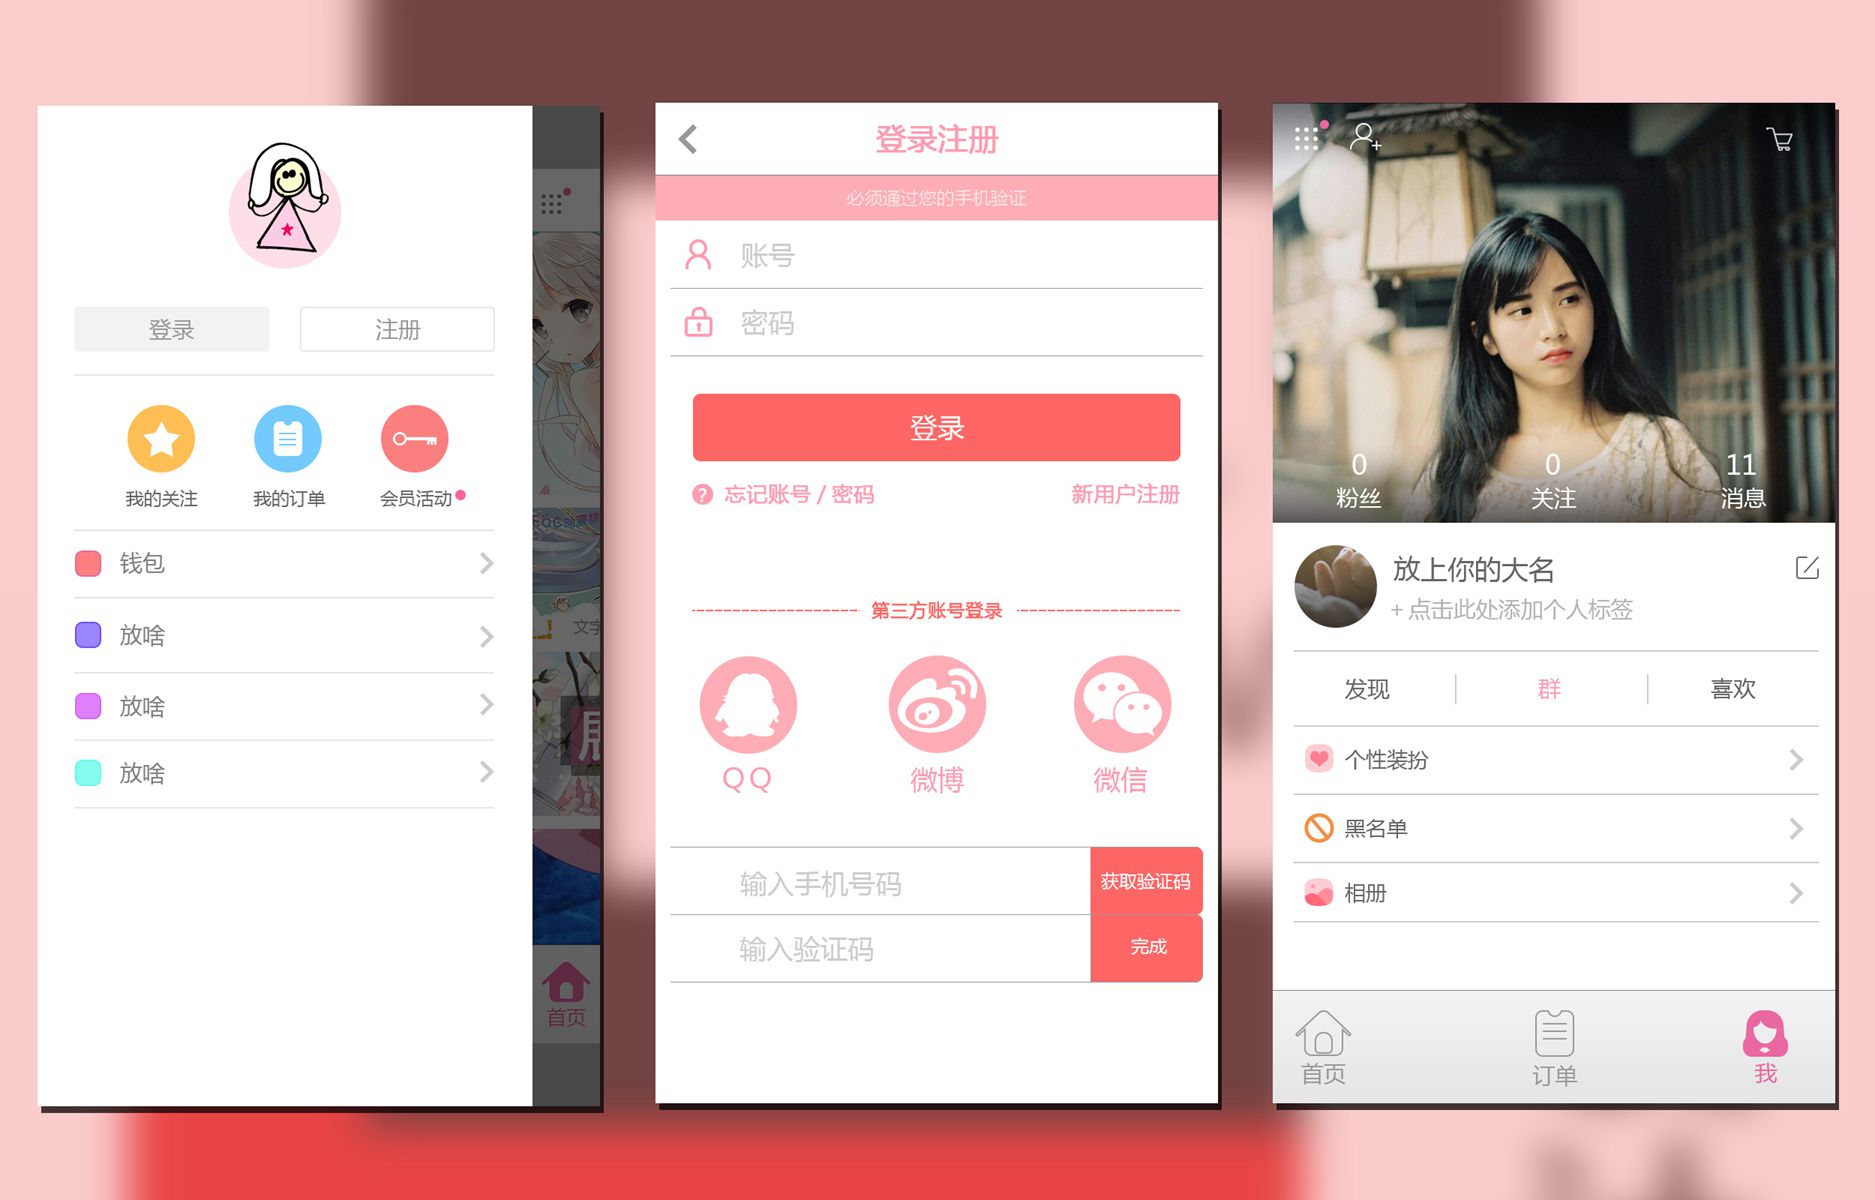 登录
注册
我的关注
我的订单
会员活动
钱包
放啥
放啥
放啥
文字
首页
登录注册
必须通过您的手机验证
账号
密码
登录
? 忘记账号 / 密码
新用户注册
第三方账号登录
QQ
微博
微信
输入手机号码
获取验证码
输入验证码
完成
0
粉丝
0
关注
11
消息
放上你的大名
+ 点击此处添加个人标签
发现
群
喜欢
个性装扮
黑名单
相册
首页
订单
我